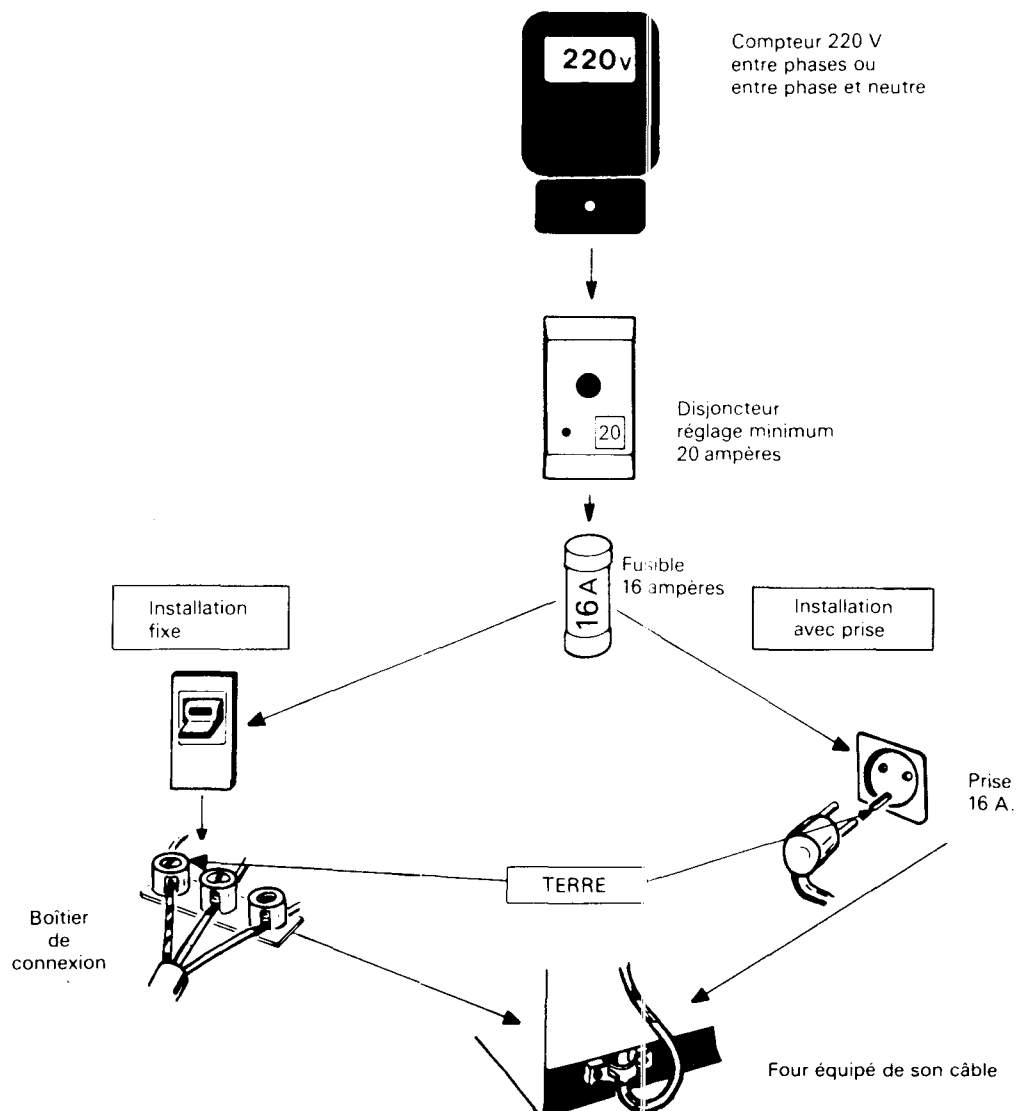 220v
Compteur 220 V
entre phases ou
entre phase et neutre
20
Disjoncteur
réglage minimum
20 ampères
16 A
Fusible
16 ampères
Installation
fixe
Installation
avec prise
Prise
16 A.
TERRE
Boîtier
de
connexion
Four équipé de son câble